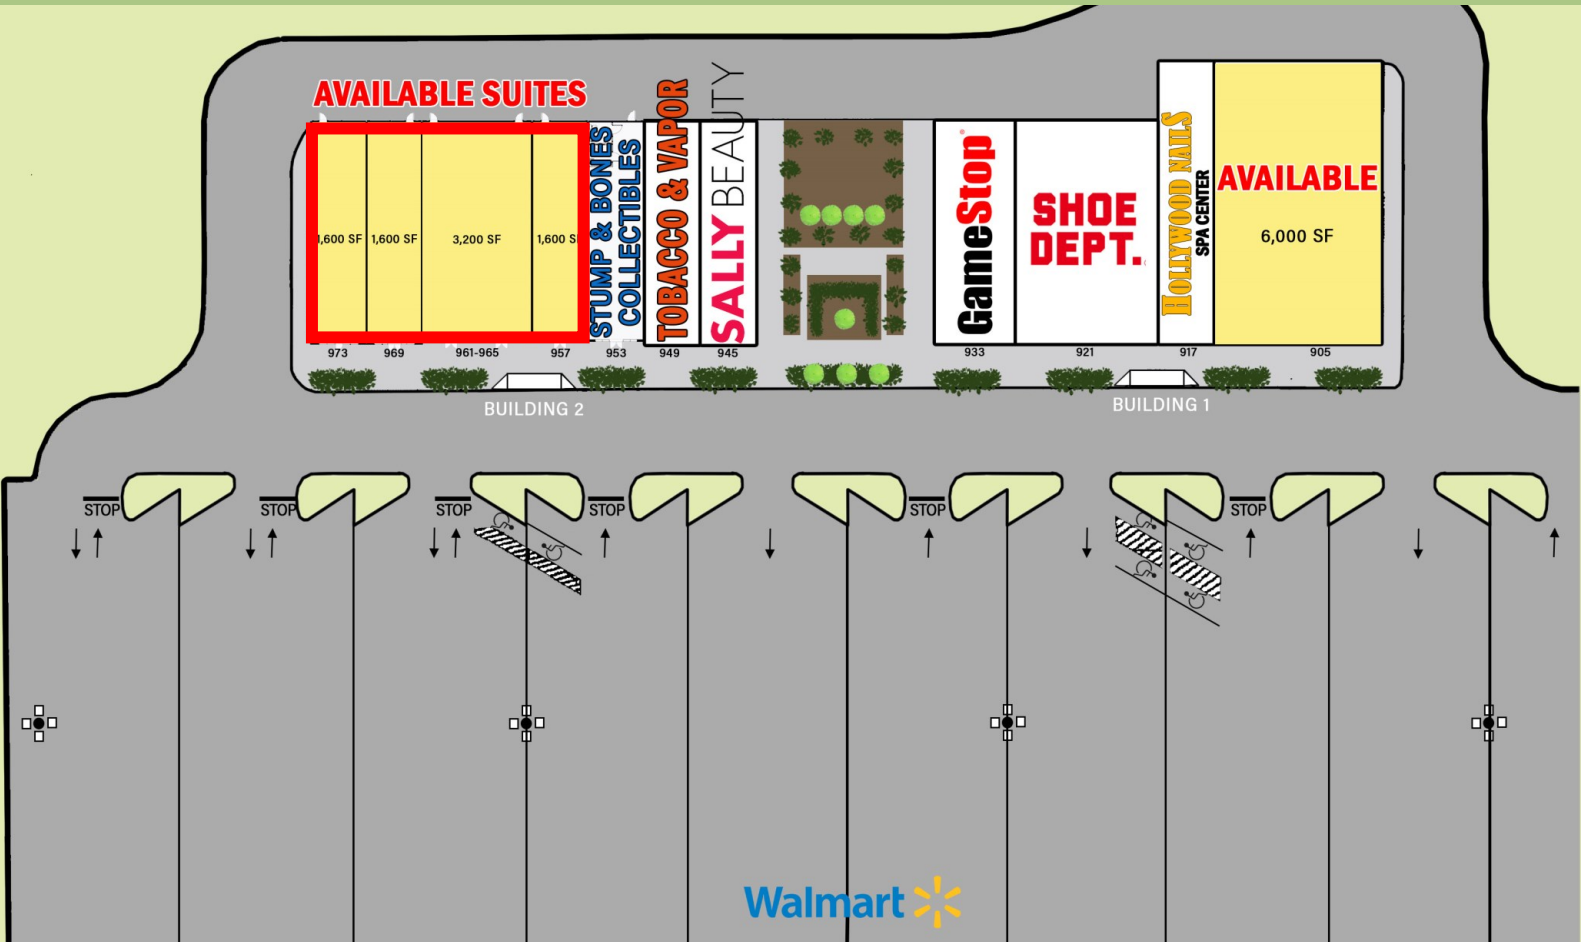 AVAILABLE SUITES
1,600 SF
1,600 SF
3,200 SF
1,600 SF
STUMP & BONES
COLLECTIBLES
TOBACCO & VAPOR
SALLY BEAUTY
GameStop
SHOE
DEPT.
HOLLYWOOD NAILS
SPA CENTER
AVAILABLE
6,000 SF
973
969
961-965
957
953
949
945
933
921
917
905
BUILDING 2
BUILDING 1
STOP
STOP
STOP
STOP
STOP
STOP
Walmart